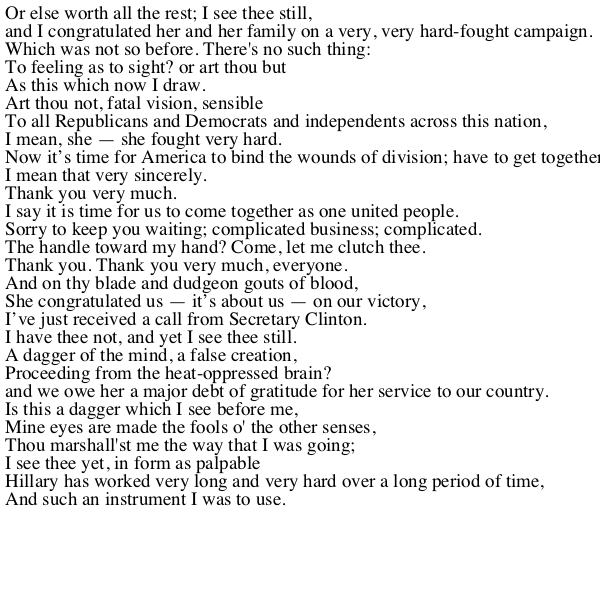 Or else worth all the rest; I see thee still,
and I congratulated her and her family on a very, very hard-fought campaign.
Which was not so before. There's no such thing:
To feeling as to sight? or art thou but
As this which now I draw.
Art thou not, fatal vision, sensible
To all Republicans and Democrats and independents across this nation,
I mean, she — she fought very hard.
Now it’s time for America to bind the wounds of division; have to get together
I mean that very sincerely.
Thank you very much.
I say it is time for us to come together as one united people.
Sorry to keep you waiting; complicated business; complicated.
The handle toward my hand? Come, let me clutch thee.
Thank you. Thank you very much, everyone.
And on thy blade and dudgeon gouts of blood,
She congratulated us — it’s about us — on our victory,
I’ve just received a call from Secretary Clinton.
I have thee not, and yet I see thee still.
A dagger of the mind, a false creation,
Proceeding from the heat-oppressed brain?
and we owe her a major debt of gratitude for her service to our country.
Is this a dagger which I see before me,
Mine eyes are made the fools o' the other senses,
Thou marshall'st me the way that I was going;
I see thee yet, in form as palpable
Hillary has worked very long and very hard over a long period of time,
And such an instrument I was to use.